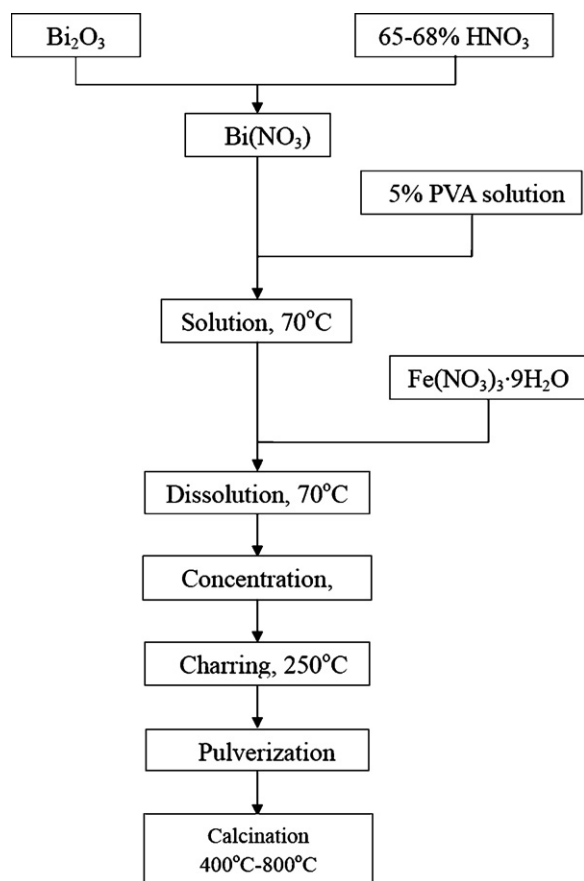 Bi₂O₃
65-68% HNO₃
Bi(NO₃)
5% PVA solution
Solution, 70°C
Fe(NO₃)₃·9H₂O
Dissolution, 70°C
Concentration,
Charring, 250°C
Pulverization
Calcination
400°C-800°C